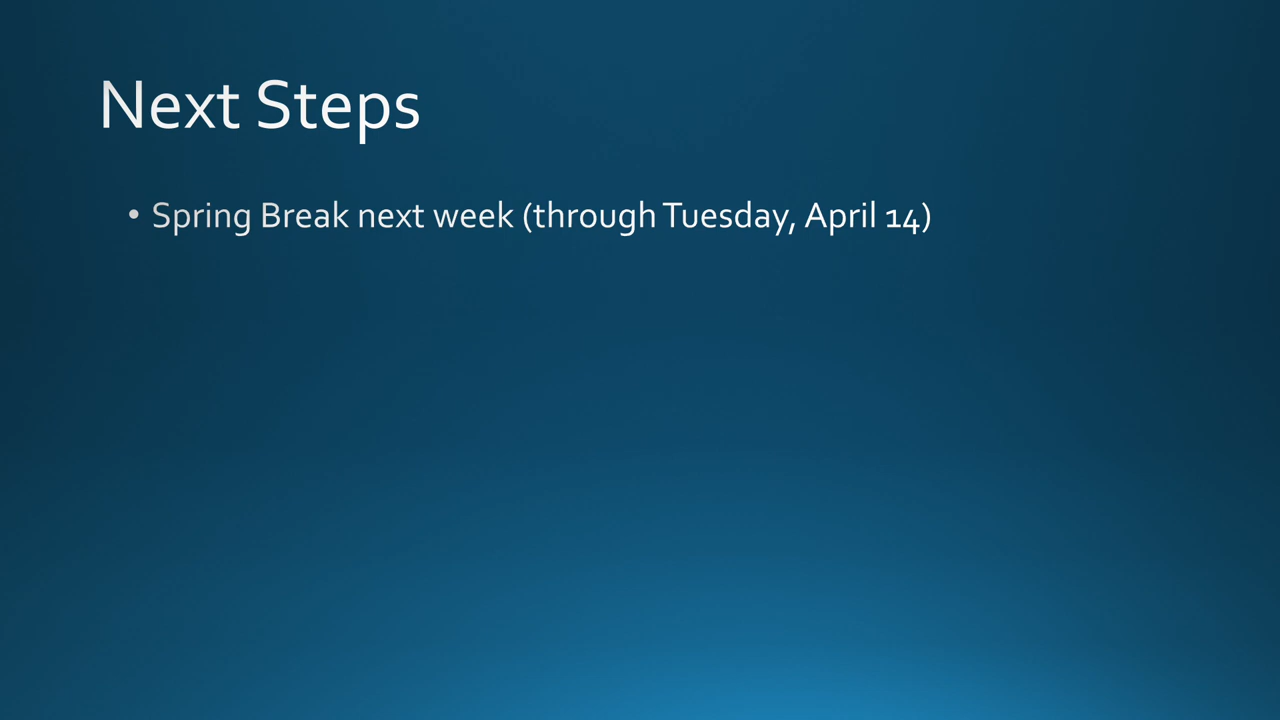 Next Steps
• Spring Break next week (through Tuesday, April 14)